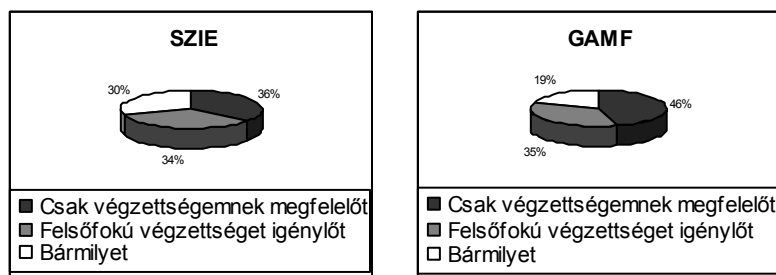 SZIE
30%
36%
34%
Csak végzettségemnek megfelelőt
Felsőfokú végzettséget igénylőt
Bármilyet
GAMF
19%
46%
35%
Csak végzettségemnek megfelelőt
Felsőfokú végzettséget igénylőt
Bármilyet